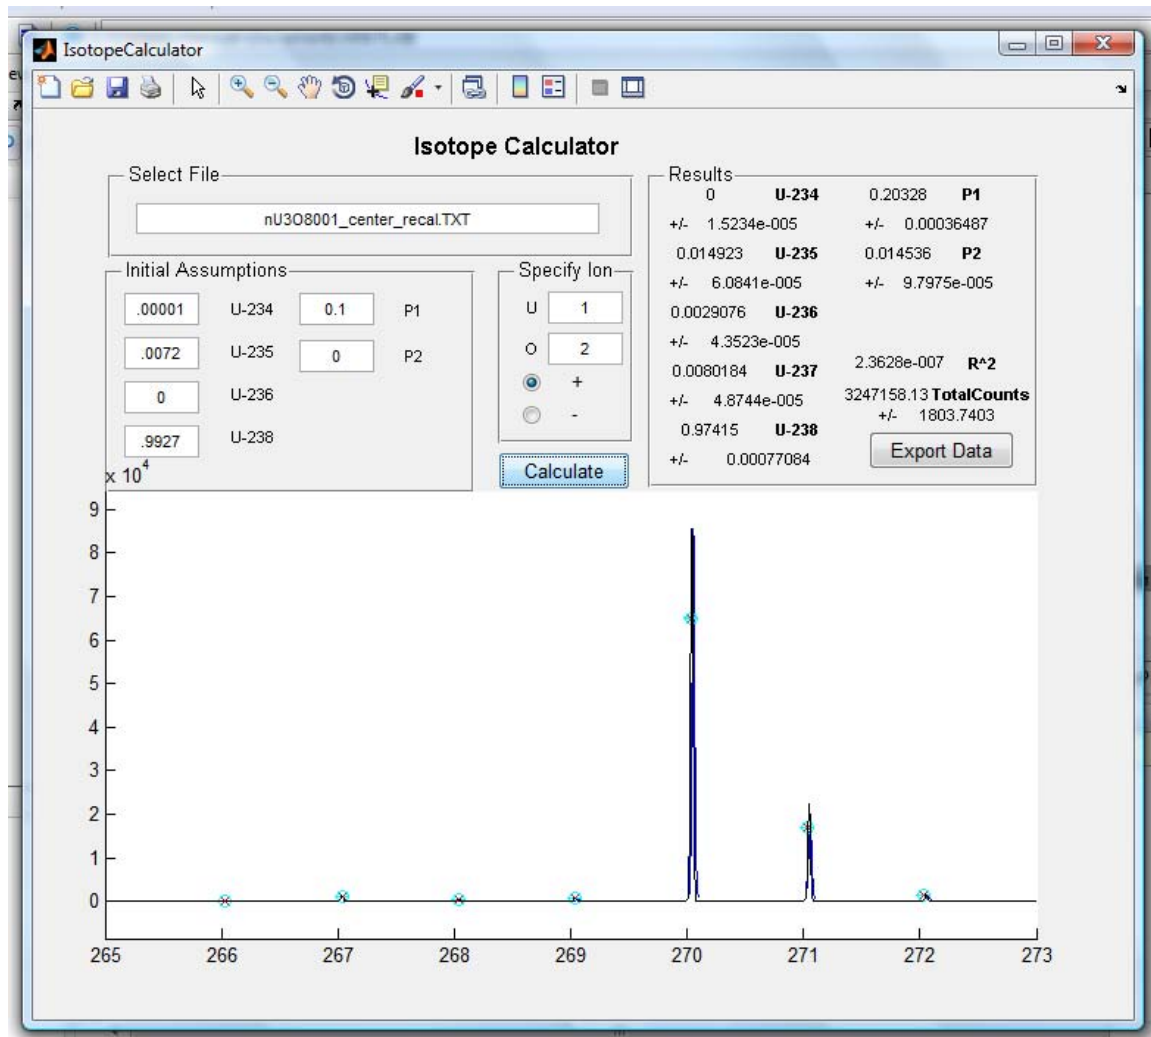 IsotopeCalculator
Isotope Calculator
Select File
nU3O8001_center_recal.TXT
Initial Assumptions
.00001 U-234 0.1 P1
.0072 U-235 0 P2
0 U-236
.9927 U-238
Specify Ion
U 1
O 2
+
-
Calculate
Results
0 U-234 0.20328 P1
+/- 1.5234e-005 +/- 0.00036487
0.014923 U-235 0.014536 P2
+/- 6.0841e-005 +/- 9.7975e-005
0.0029076 U-236
+/- 4.3523e-005
0.0080184 U-237 2.3628e-007 R^2
+/- 4.8744e-005 3247158.13 TotalCounts
+/- 1803.7403
0.97415 U-238
+/- 0.00077084
Export Data
x 10^4
9
8
7
6
5
4
3
2
1
0
265 266 267 268 269 270 271 272 273